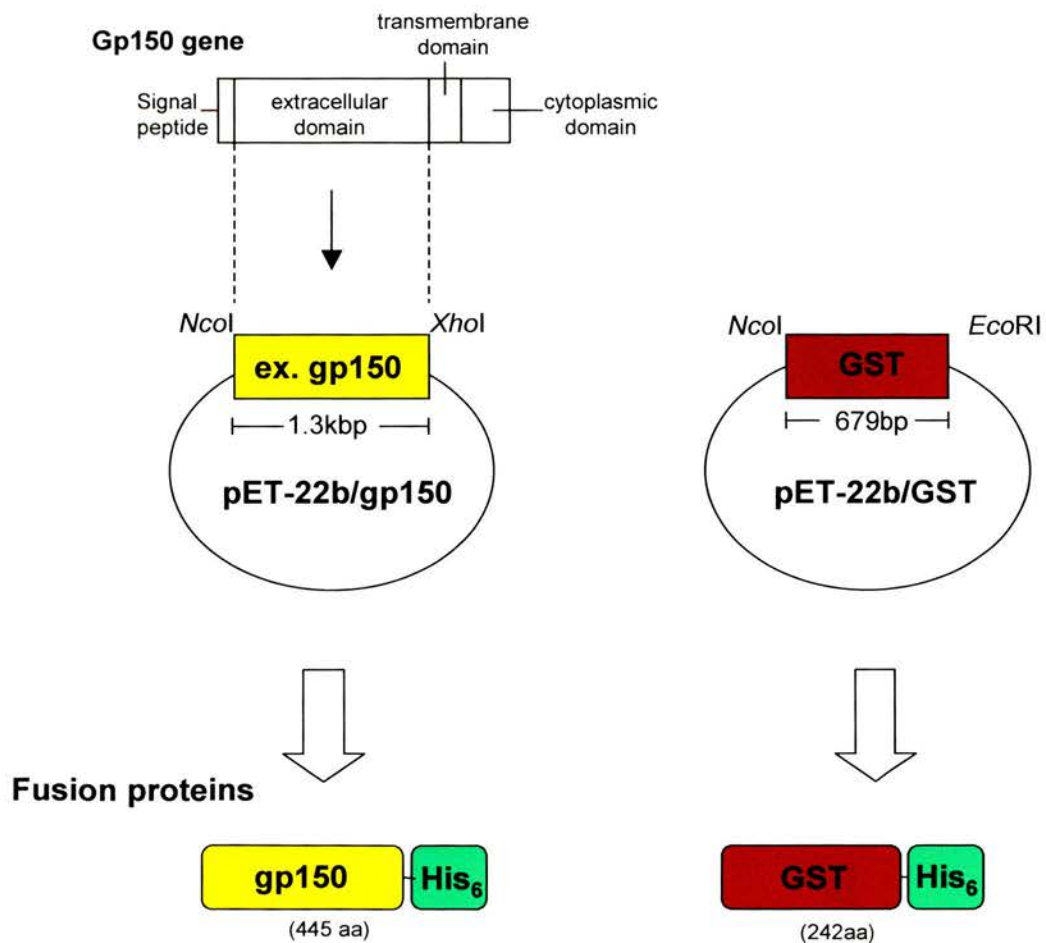 transmembrane
domain
Gp150 gene
Signal
peptide
extracellular
domain
cytoplasmic
domain
NcoI
XhoI
ex. gp150
1.3kbp
pET-22b/gp150
NcoI
EcoRI
GST
679bp
pET-22b/GST
Fusion proteins
gp150
His₆
(445 aa)
GST
His₆
(242aa)